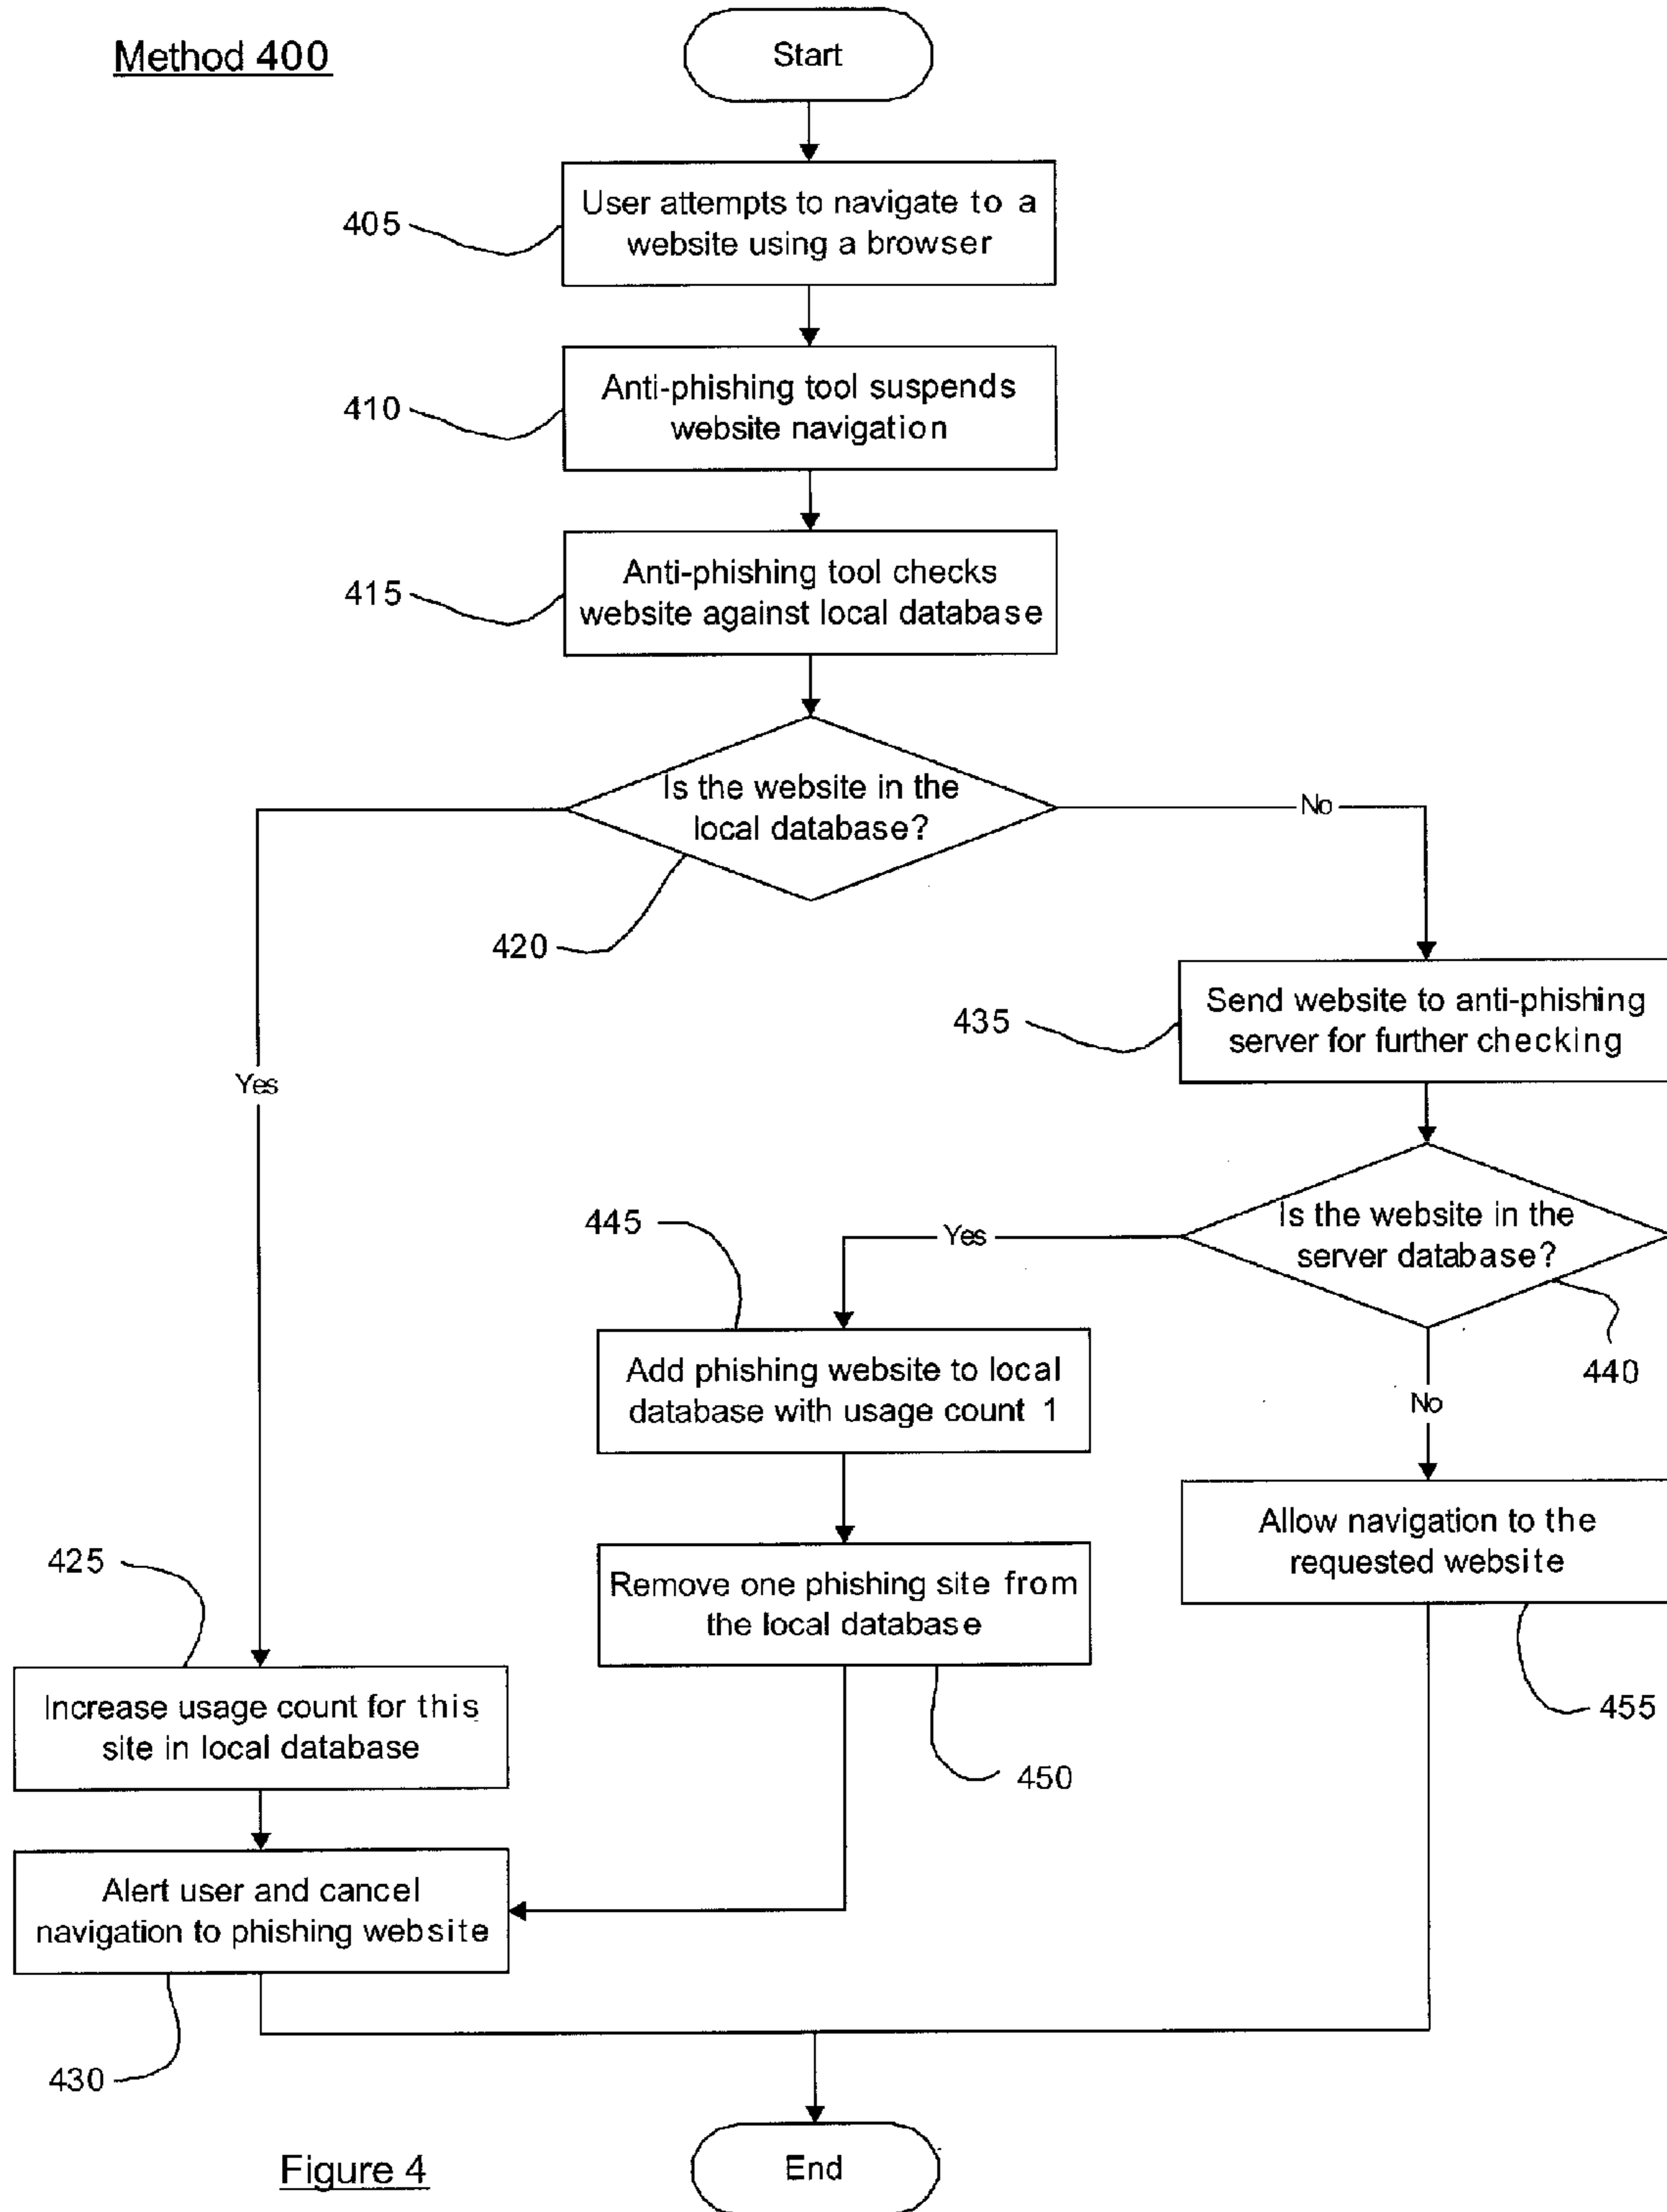 Method 400
Start
405
User attempts to navigate to a
website using a browser
410
Anti-phishing tool suspends
website navigation
415
Anti-phishing tool checks
website against local database
Is the website in the
local database?
No
420
435
Send website to anti-phishing
server for further checking
Yes
445
Yes
Is the website in the
server database?
440
Add phishing website to local
database with usage count 1
No
Allow navigation to the
requested website
425
Remove one phishing site from
the local database
455
Increase usage count for this
site in local database
450
Alert user and cancel
navigation to phishing website
430
Figure 4
End